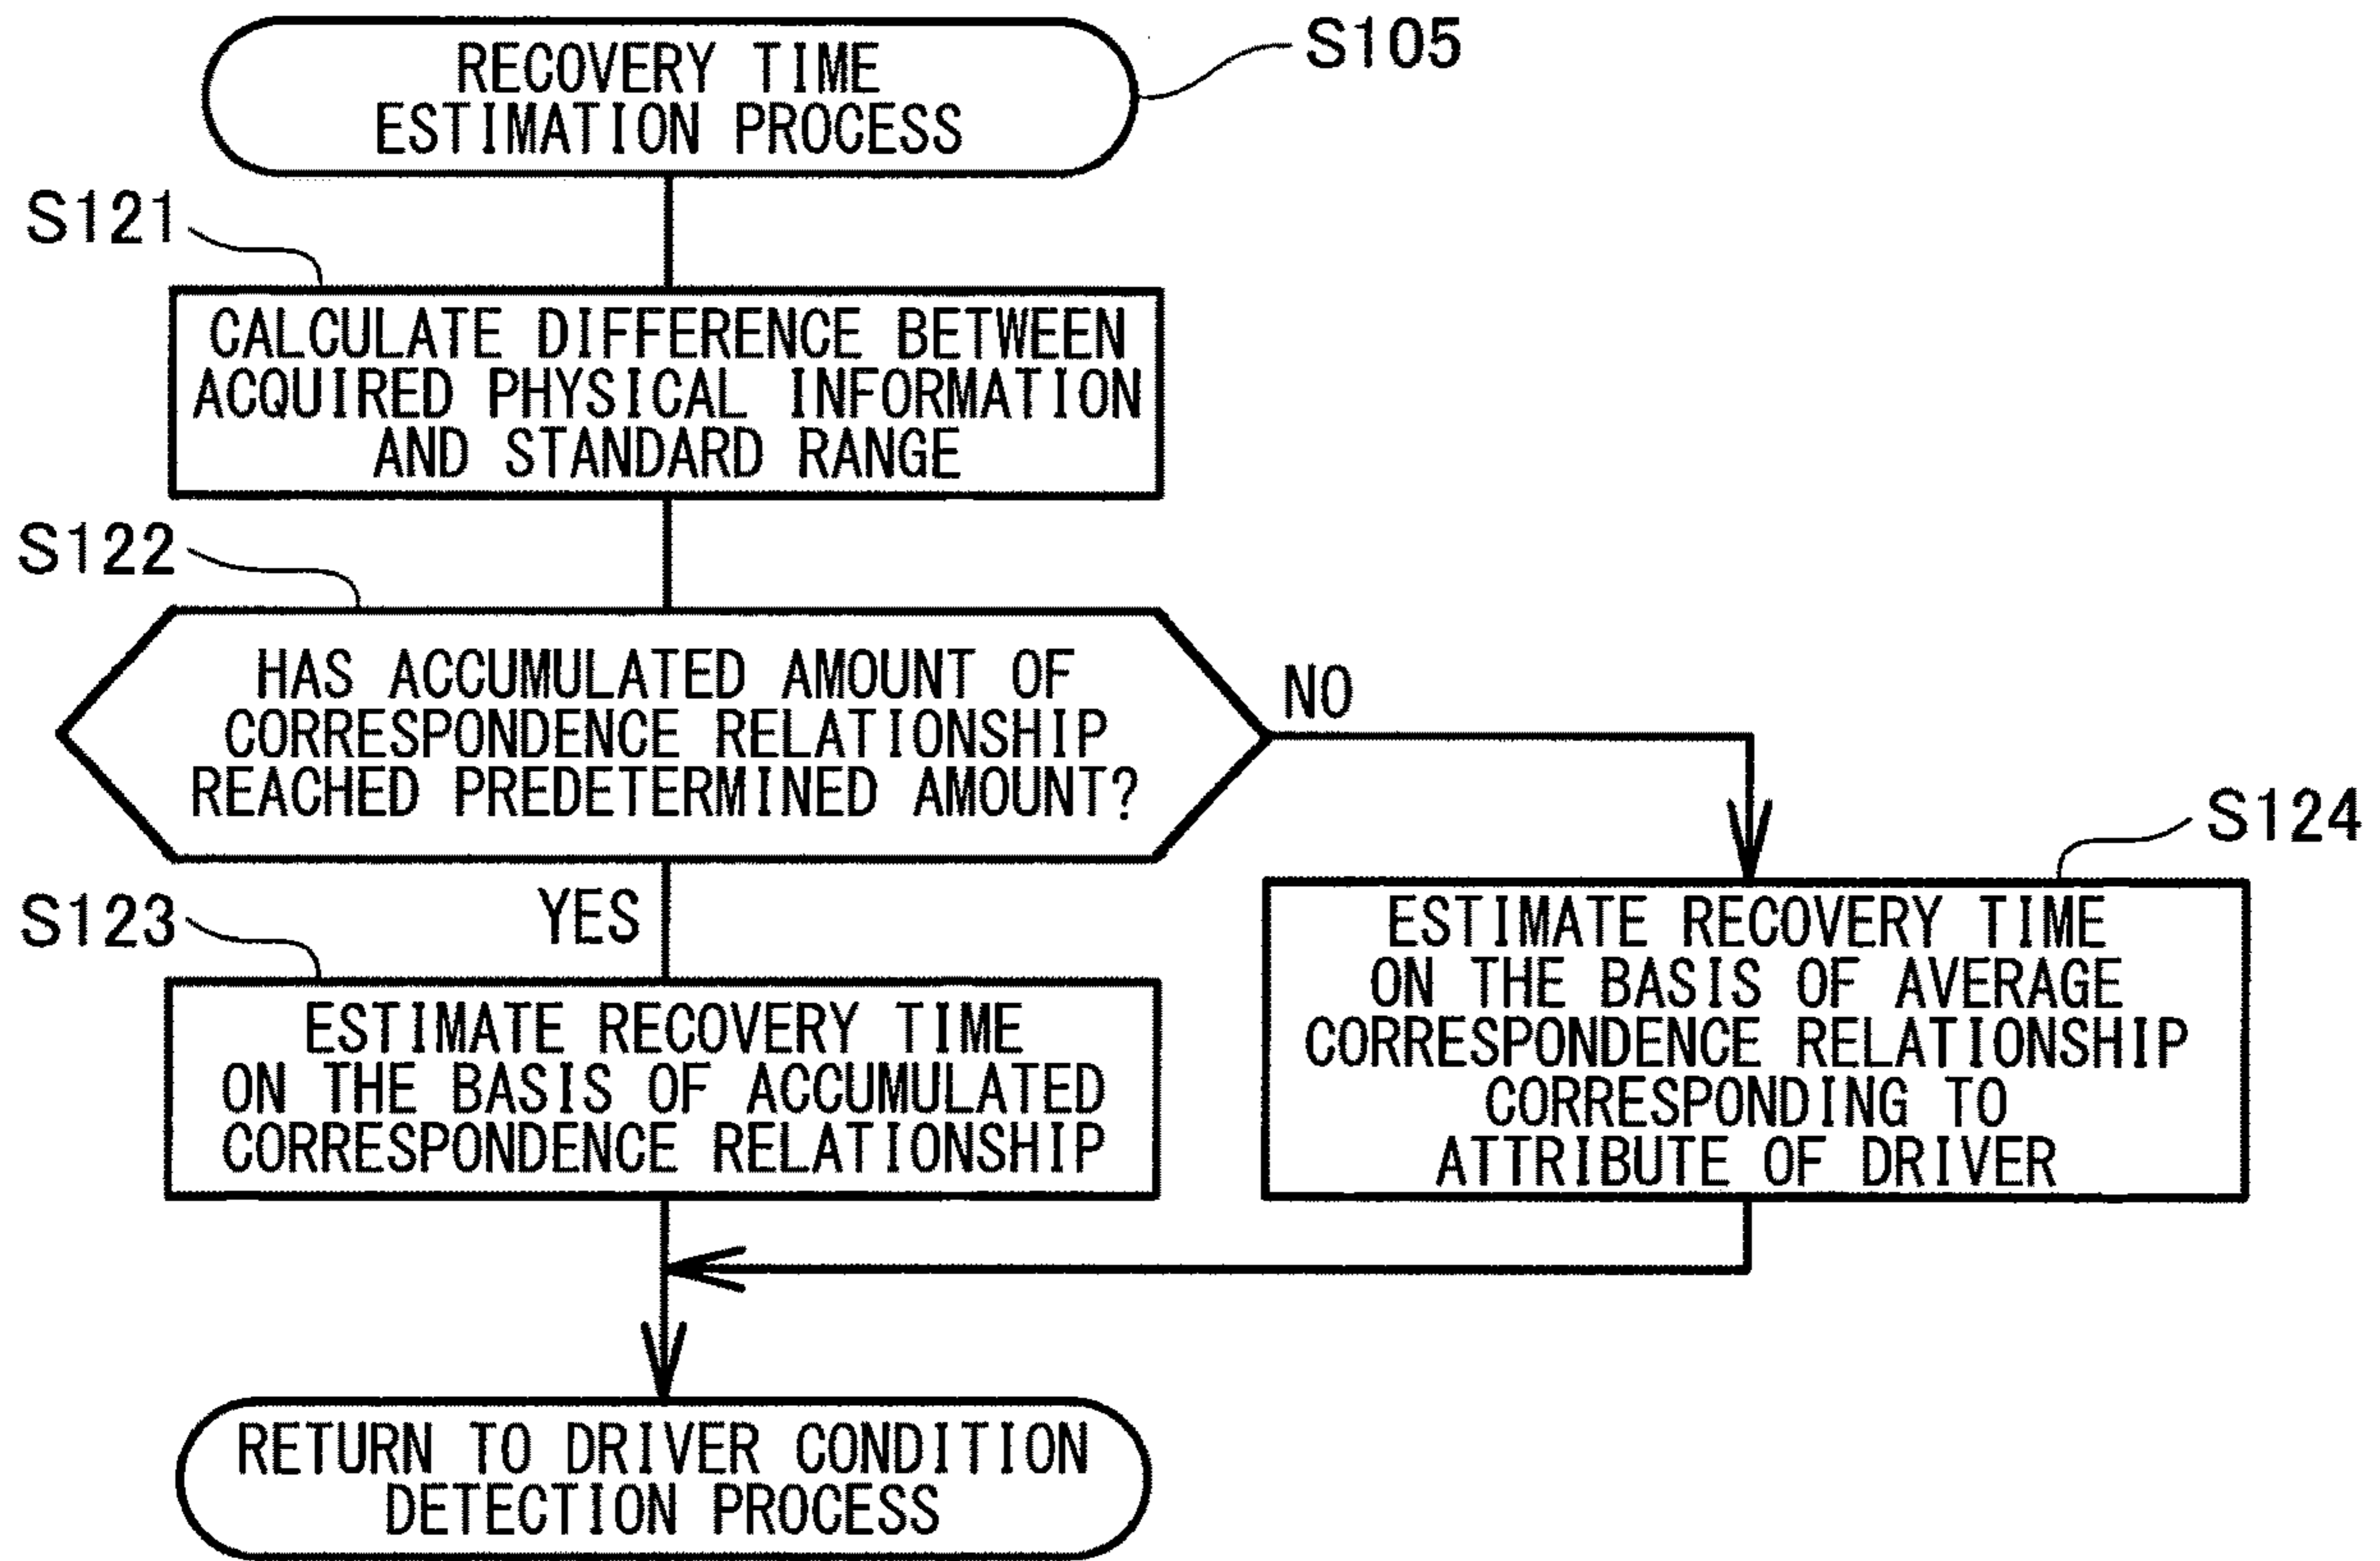 RECOVERY TIME
ESTIMATION PROCESS
S105
S121
CALCULATE DIFFERENCE BETWEEN
ACQUIRED PHYSICAL INFORMATION
AND STANDARD RANGE
S122
HAS ACCUMULATED AMOUNT OF
CORRESPONDENCE RELATIONSHIP
REACHED PREDETERMINED AMOUNT?
NO
YES
S123
ESTIMATE RECOVERY TIME
ON THE BASIS OF ACCUMULATED
CORRESPONDENCE RELATIONSHIP
S124
ESTIMATE RECOVERY TIME
ON THE BASIS OF AVERAGE
CORRESPONDENCE RELATIONSHIP
CORRESPONDING TO
ATTRIBUTE OF DRIVER
RETURN TO DRIVER CONDITION
DETECTION PROCESS